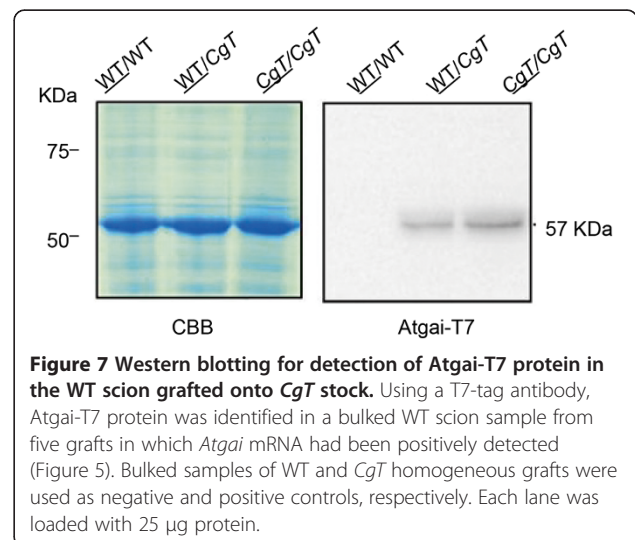 WT/WT WT/CgT CgT/CgT WT/WT WT/CgT CgT/CgT
KDa
75–
50–
57 KDa
CBB Atgai-T7
Figure 7 Western blotting for detection of Atgai-T7 protein in
the WT scion grafted onto CgT stock. Using a T7-tag antibody,
Atgai-T7 protein was identified in a bulked WT scion sample from
five grafts in which Atgai mRNA had been positively detected
(Figure 5). Bulked samples of WT and CgT homogeneous grafts were
used as negative and positive controls, respectively. Each lane was
loaded with 25 μg protein.